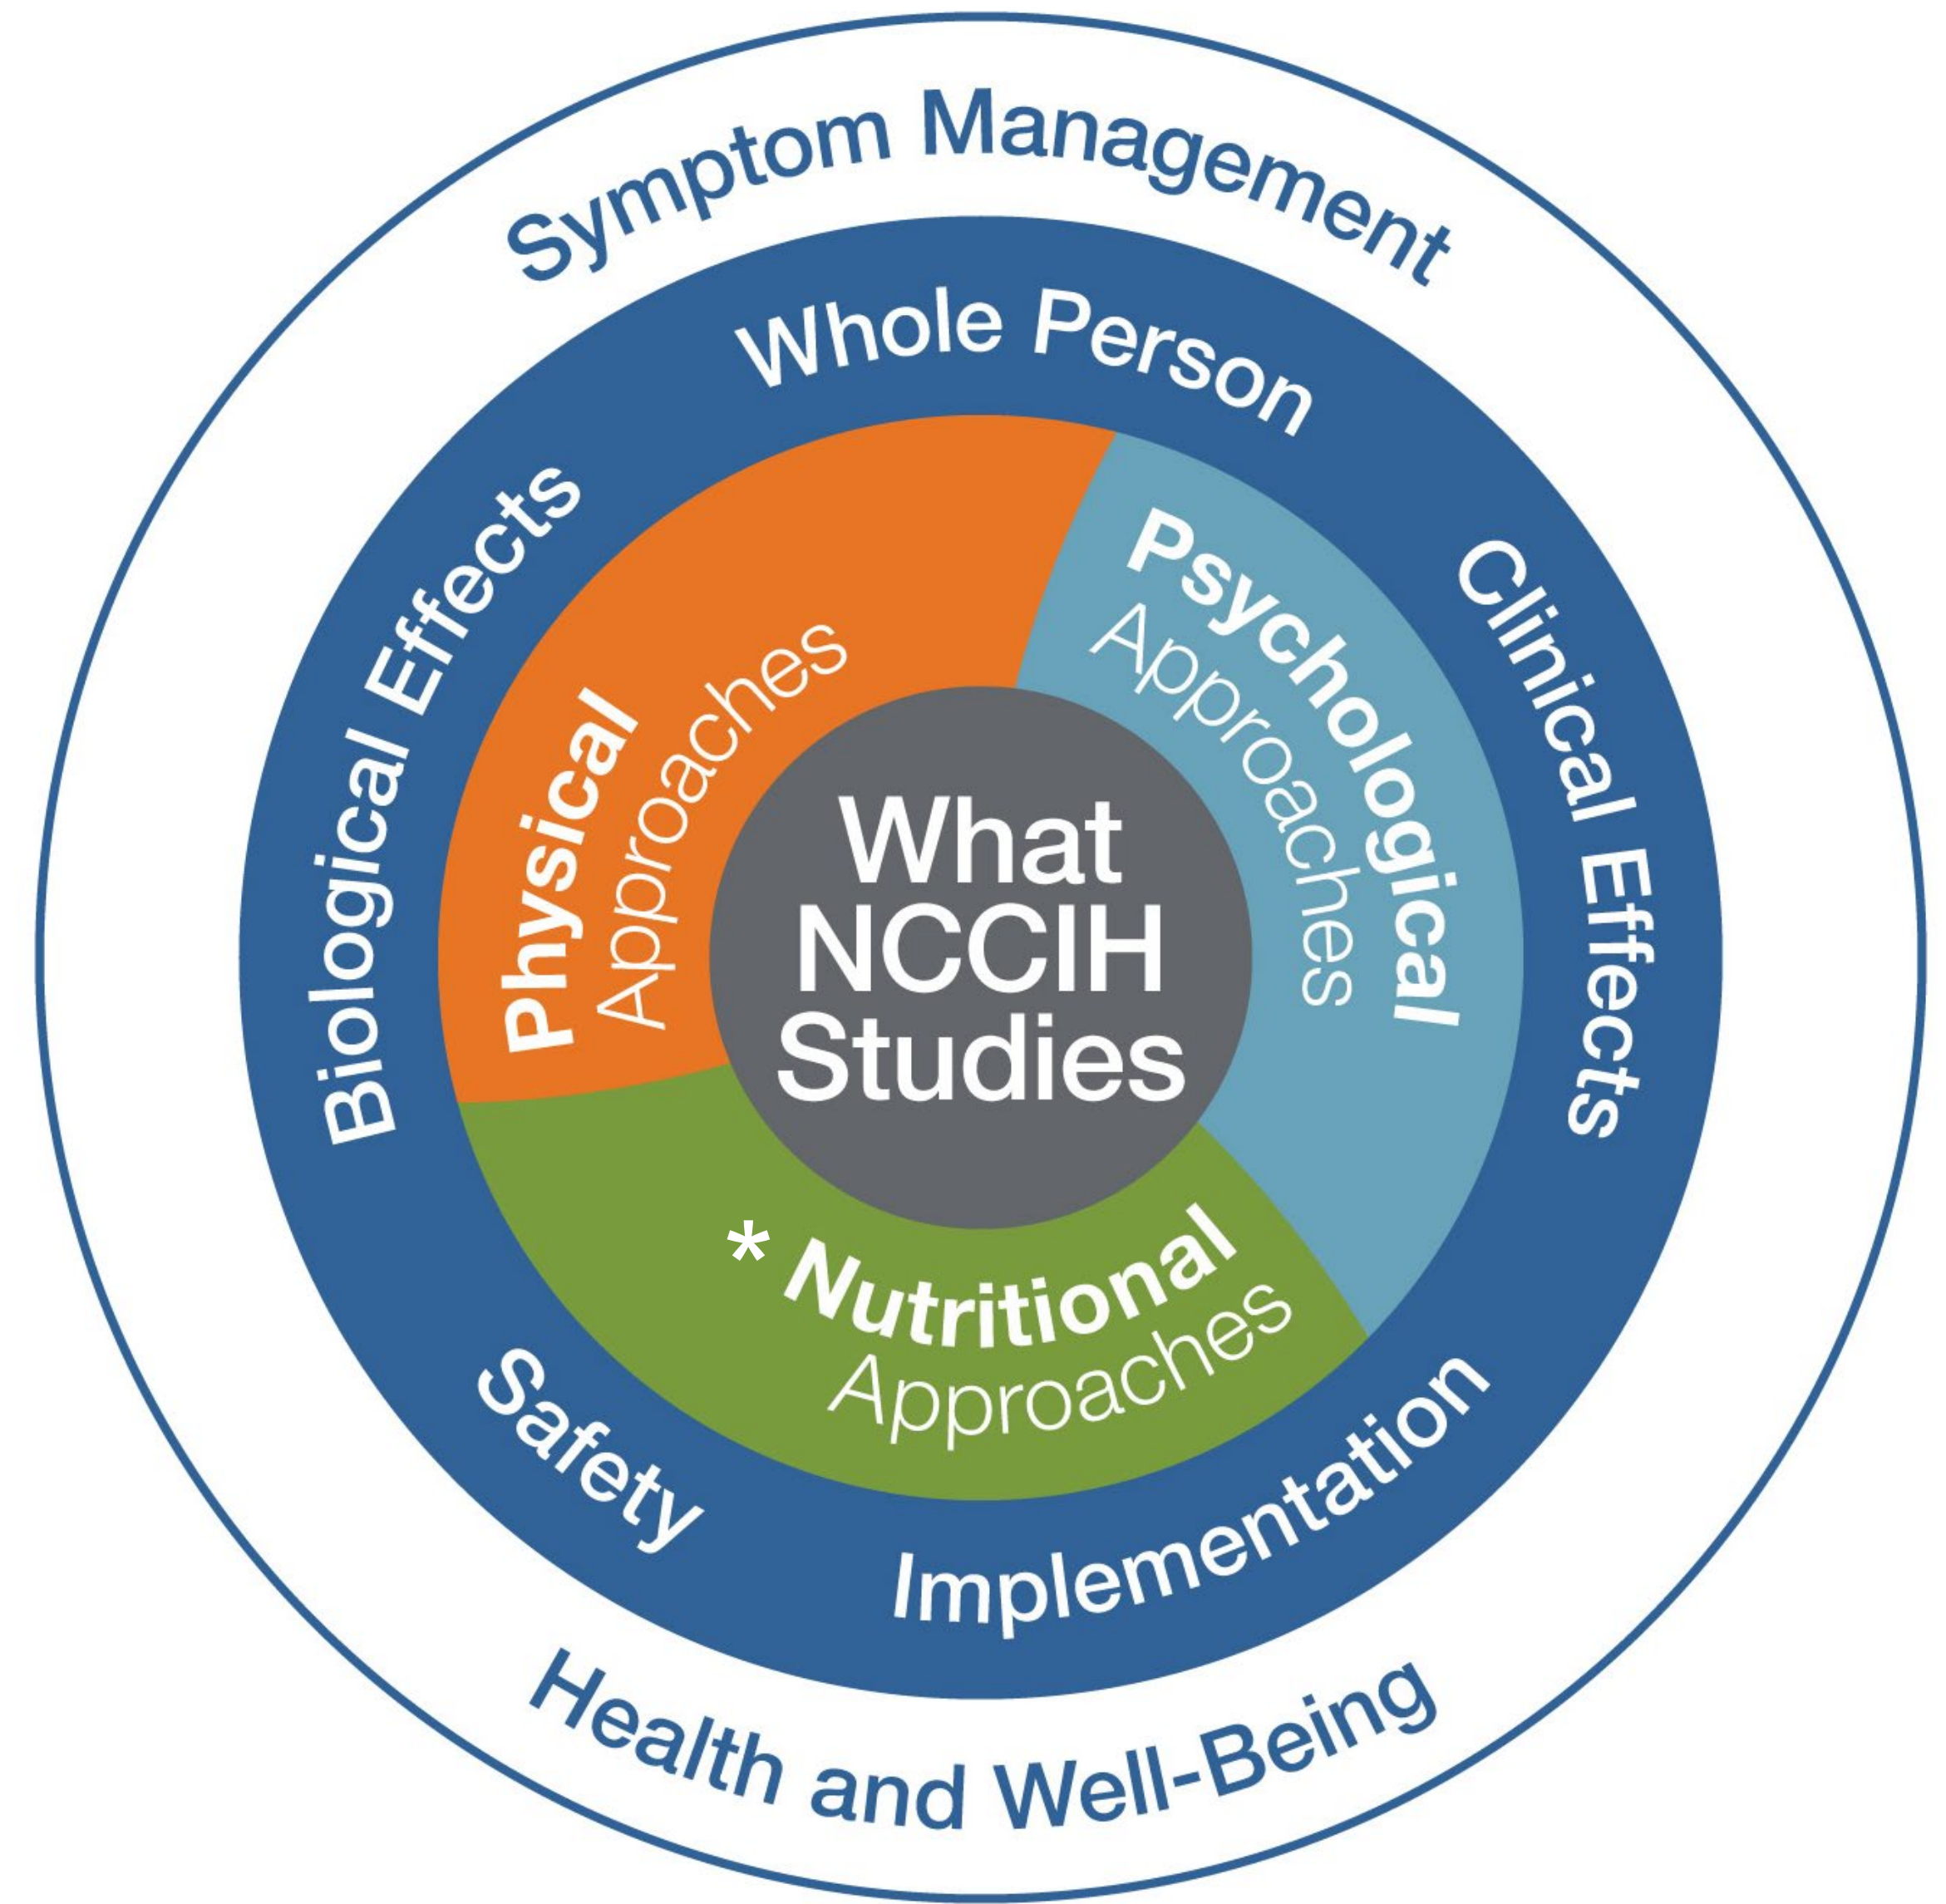 Symptom Management
Whole Person
Biological Effects
Clinical Effects
Physical
Approaches
Psychological
Approaches
What
NCCIH
Studies
* Nutritional
Approaches
Safety
Implementation
Health and Well-Being